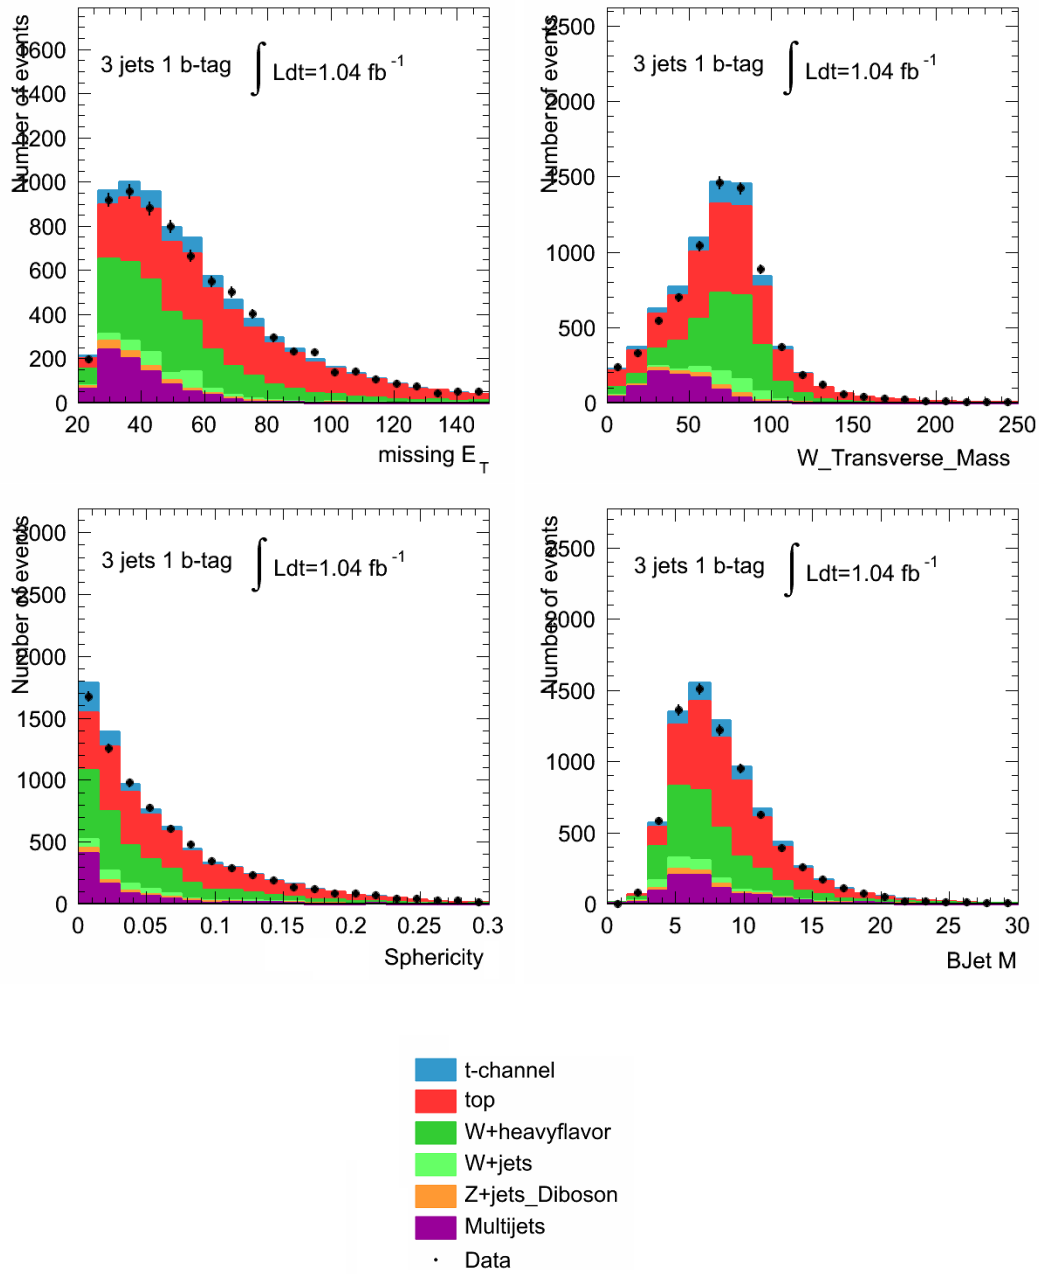 Number of events
1600
1400
1200
1000
800
600
400
200
0
3 jets 1 b-tag ∫ Ldt=1.04 fb -1
20 40 60 80 100 120 140
missing E T
Number of events
2500
2000
1500
1000
500
0
3 jets 1 b-tag ∫ Ldt=1.04 fb -1
0 50 100 150 200 250
W_Transverse_Mass
Number of events
3000
2500
2000
1500
1000
500
0
3 jets 1 b-tag ∫ Ldt=1.04 fb -1
0 0.05 0.1 0.15 0.2 0.25 0.3
Sphericity
Number of events
2500
2000
1500
1000
500
0
3 jets 1 b-tag ∫ Ldt=1.04 fb -1
0 5 10 15 20 25 30
BJet M
t-channel
top
W+heavyflavor
W+jets
Z+jets_Diboson
Multijets
Data